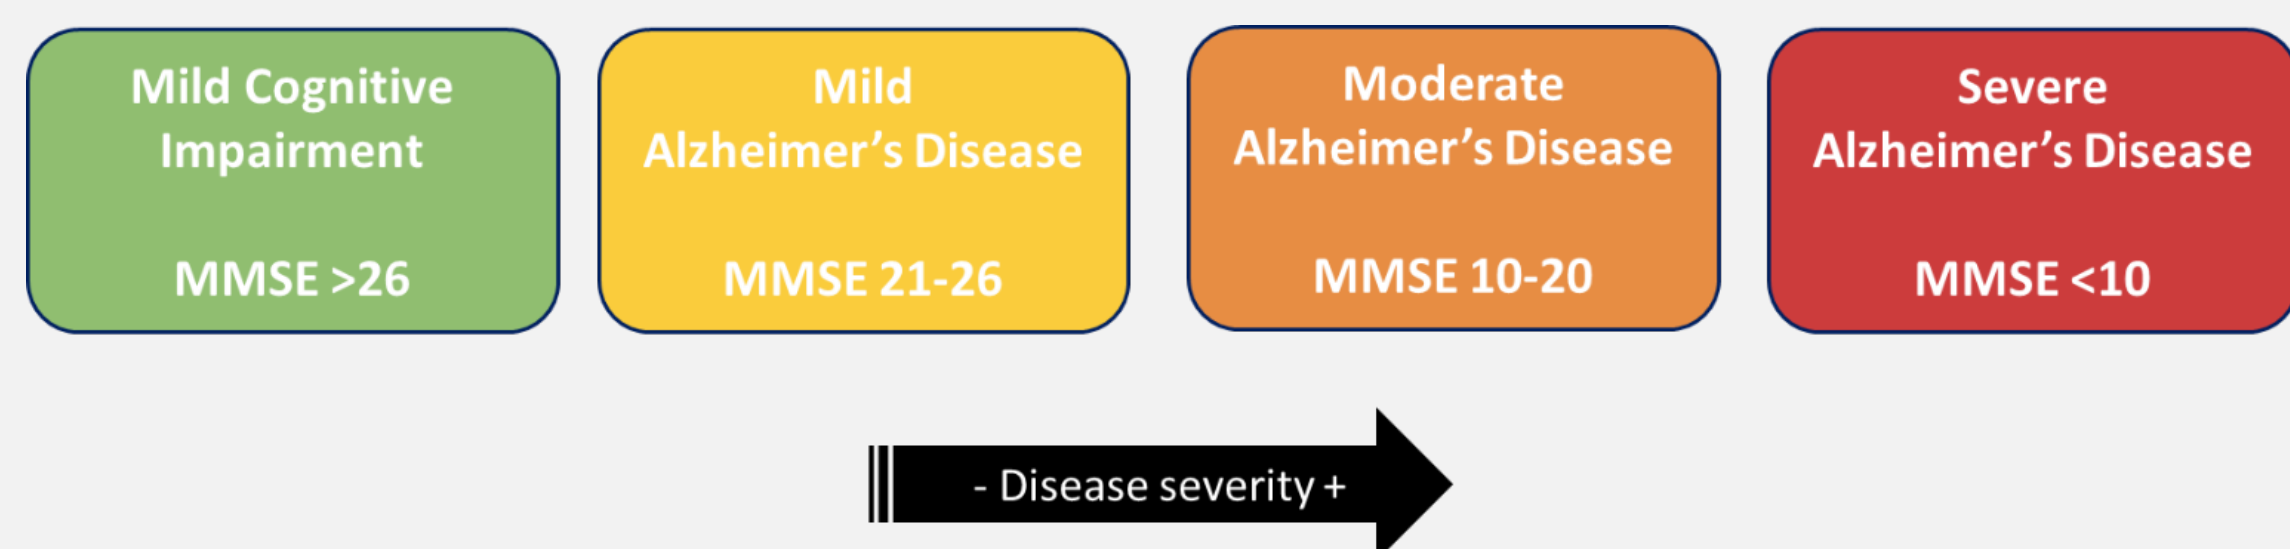 Mild Cognitive
Impairment
MMSE >26
Mild
Alzheimer’s Disease
MMSE 21-26
Moderate
Alzheimer’s Disease
MMSE 10-20
Severe
Alzheimer’s Disease
MMSE <10
- Disease severity +